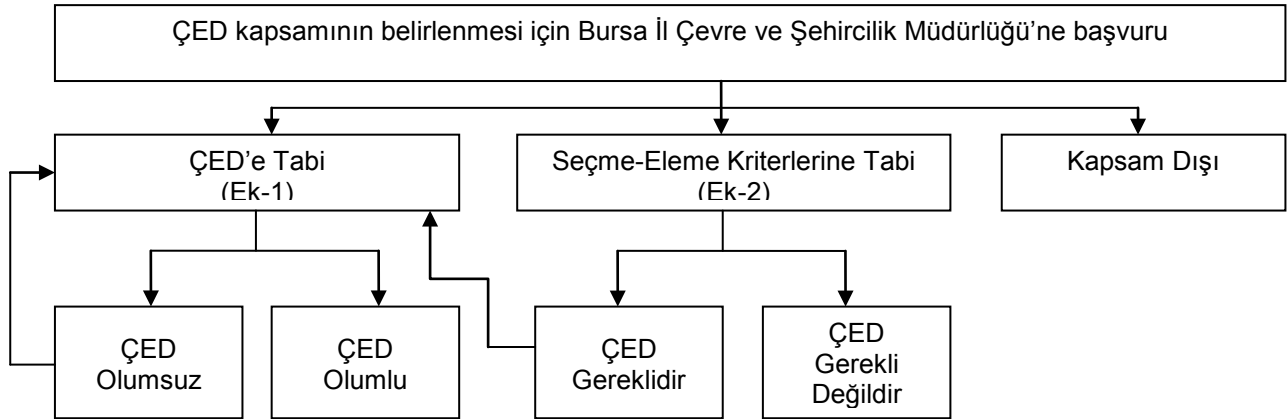 ÇED kapsamının belirlenmesi için Bursa İl Çevre ve Şehircilik Müdürlüğü’ne başvuru
ÇED’e Tabi
(Ek-1)
Seçme-Eleme Kriterlerine Tabi
(Ek-2)
Kapsam Dışı
ÇED
Olumsuz
ÇED
Olumlu
ÇED
Gereklidir
ÇED
Gerekli
Değildir